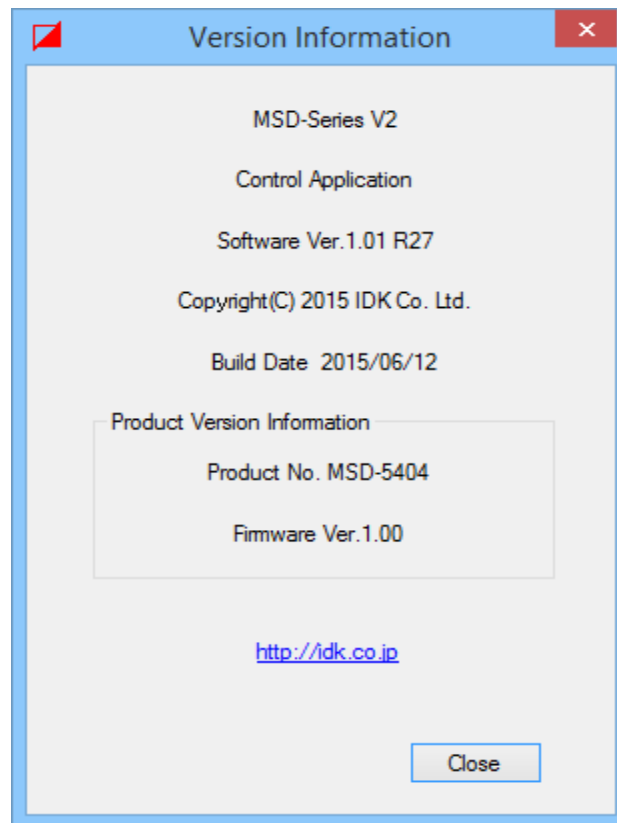 Version Information
MSD-Series V2
Control Application
Software Ver.1.01 R27
Copyright(C) 2015 IDK Co. Ltd.
Build Date  2015/06/12
Product Version Information
Product No. MSD-5404
Firmware Ver.1.00
http://idk.co.jp
Close